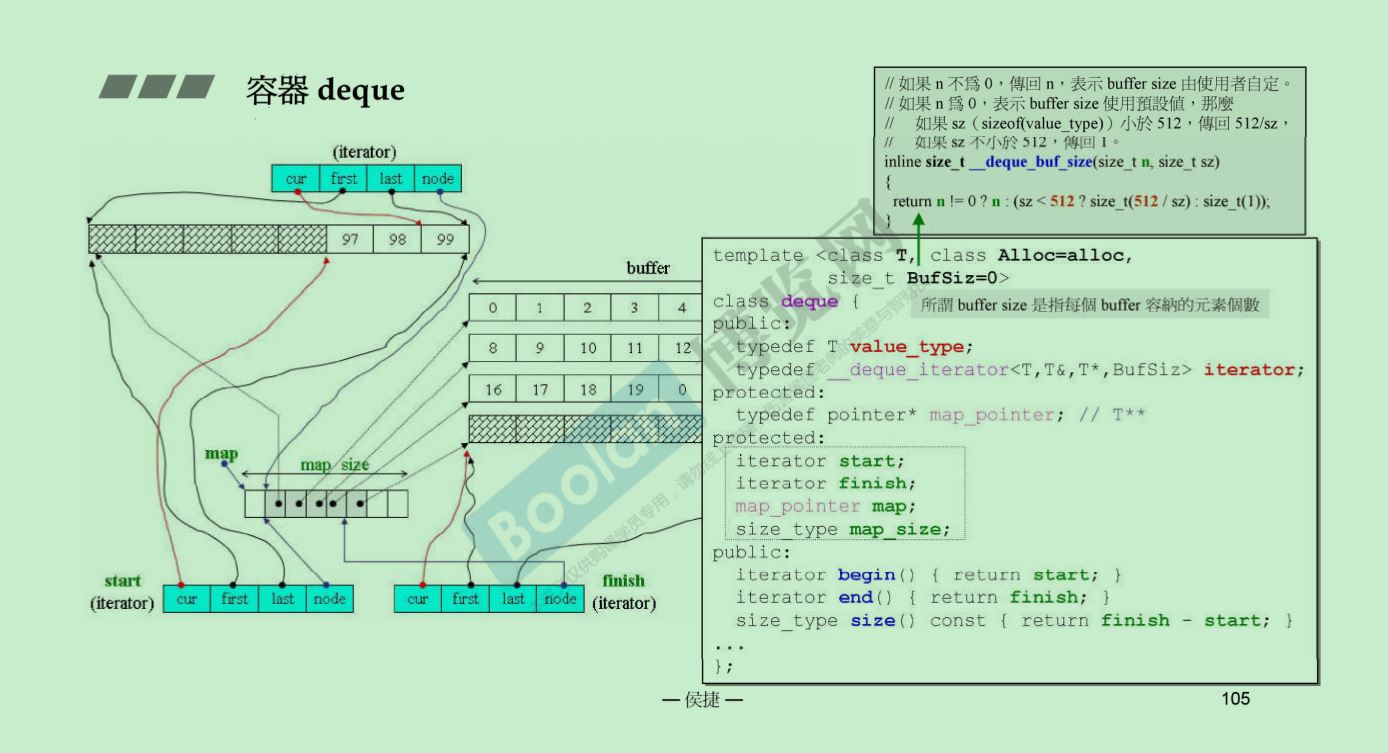 容器 deque
// 如果 n 不為 0，傳回 n，表示 buffer size 由使用者自定。
// 如果 n 為 0，表示 buffer size 使用預設值，那麼
// 如果 sz（sizeof(value_type)）小於 512，傳回 512/sz，
// 如果 sz 不小於 512，傳回 1。
inline size_t __deque_buf_size(size_t n, size_t sz)
{
return n != 0 ? n : (sz < 512 ? size_t(512 / sz) : size_t(1));
}
(iterator)
cur first last node
97 98 99
buffer
0 1 2 3 4
8 9 10 11 12
16 17 18 19 0
map
map size
start
(iterator)
cur first last node
cur first last node
finish
(iterator)
template <class T, class Alloc=alloc,
size_t BufSiz=0>
class deque {
所謂 buffer size 是指每個 buffer 容納的元素個數
public:
typedef T value_type;
typedef __deque_iterator<T,T&,T*,BufSiz> iterator;
protected:
typedef pointer* map_pointer; // T**
protected:
iterator start;
iterator finish;
map_pointer map;
size_type map_size;
public:
iterator begin() { return start; }
iterator end() { return finish; }
size_type size() const { return finish - start; }
...
};
Boolan 博览网
— 侯捷 —
105